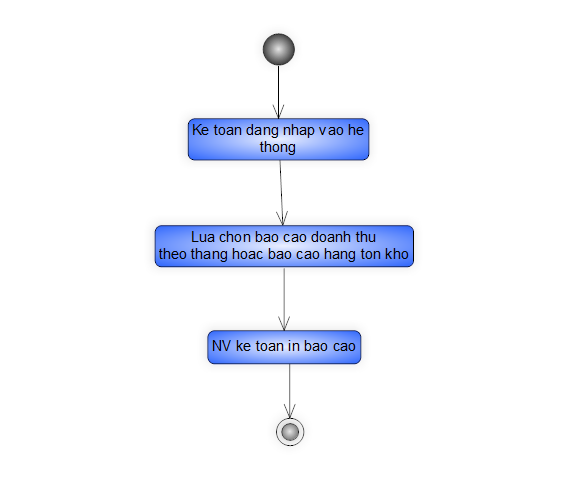 Ke toan dang nhap vao he
thong
Lua chon bao cao doanh thu
theo thang hoac bao cao hang ton kho
NV ke toan in bao cao